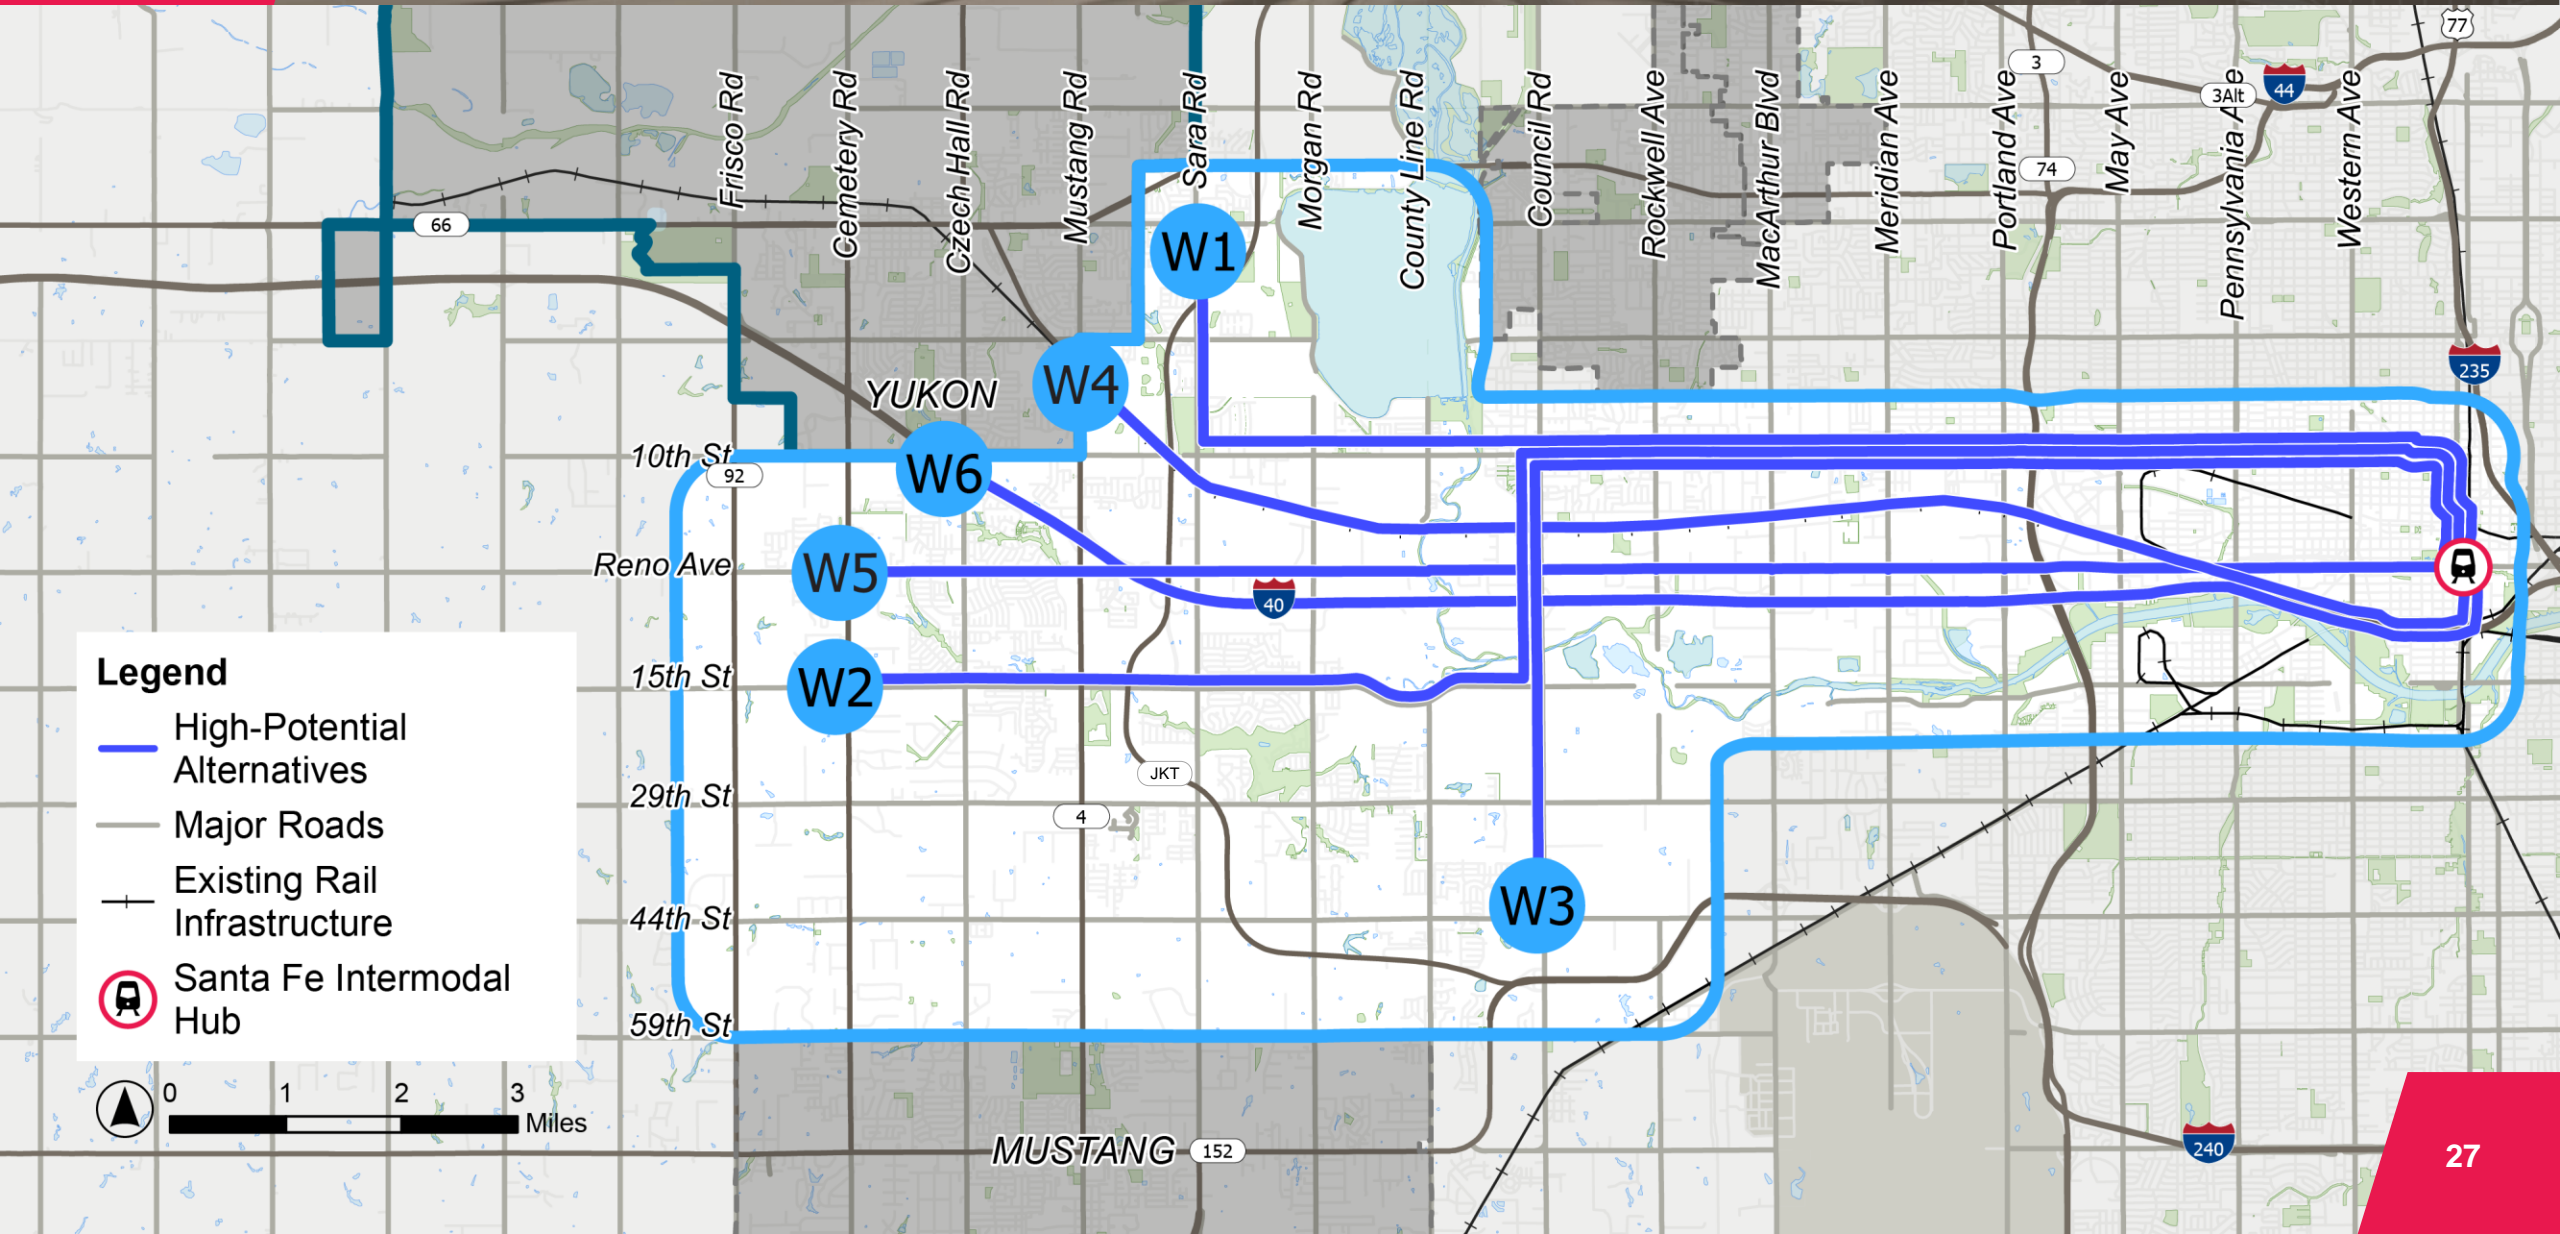 77
3
44
3Alt
Frisco Rd
Cemetery Rd
Czech Hall Rd
Mustang Rd
Sara Rd
Morgan Rd
County Line Rd
Council Rd
Rockwell Ave
MacArthur Blvd
Meridian Ave
Portland Ave
May Ave
Pennsylvania Ave
Western Ave
74
66
W1
235
W4
YUKON
10th St
92
W6
Reno Ave
W5
40
15th St
W2
Legend
High-Potential
Alternatives
Major Roads
Existing Rail
Infrastructure
Santa Fe Intermodal
Hub
JKT
29th St
4
W3
44th St
59th St
0 1 2 3
Miles
MUSTANG
152
240
27